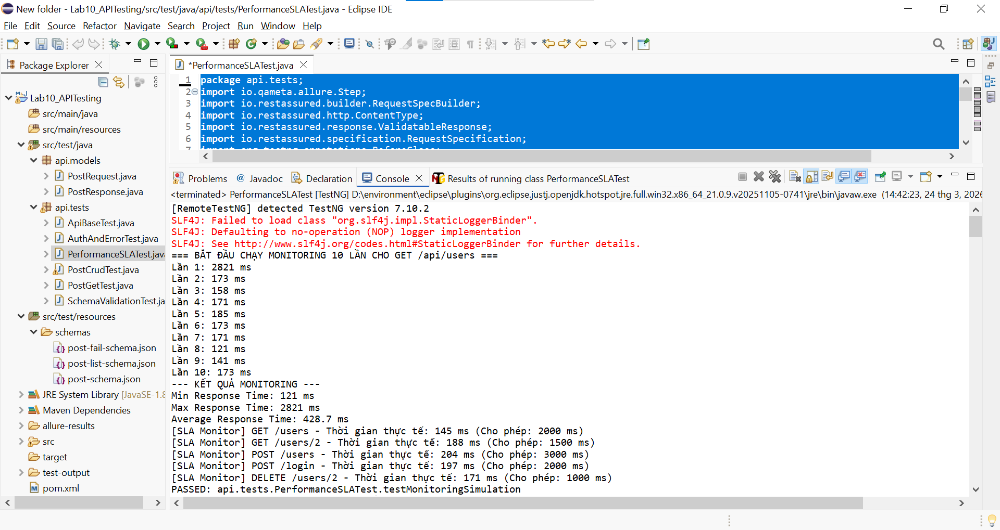 New folder - Lab10_APITesting/src/test/java/api/tests/PerformanceSLATest.java - Eclipse IDE
File Edit Source Refactor Navigate Search Project Run Window Help
Package Explorer
Lab10_APITesting
src/main/java
src/main/resources
src/test/java
api.models
PostRequest.java
PostResponse.java
api.tests
ApiBaseTest.java
AuthAndErrorTest.java
PerformanceSLATest.java
PostCrudTest.java
PostGetTest.java
SchemaValidationTest.ja
src/test/resources
schemas
post-fail-schema.json
post-list-schema.json
post-schema.json
JRE System Library [JavaSE-1.8
Maven Dependencies
allure-results
src
target
test-output
pom.xml
*PerformanceSLATest.java
1 package api.tests;
2 import io.qameta.allure.Step;
3 import io.restassured.builder.RequestSpecBuilder;
4 import io.restassured.http.ContentType;
5 import io.restassured.response.ValidatableResponse;
6 import io.restassured.specification.RequestSpecification;
7 import org.testng.annotations.BeforeClass;
Problems @ Javadoc Declaration Console Results of running class PerformanceSLATest
<terminated> PerformanceSLATest [TestNG] D:\environment\eclipse\plugins\org.eclipse.justj.openjdk.hotspot.jre.full.win32.x86_64_21.0.9.v20251105-0741\jre\bin\javaw.exe (14:42:23, 24 thg 3, 2026
[RemoteTestNG] detected TestNG version 7.10.2
SLF4J: Failed to load class "org.slf4j.impl.StaticLoggerBinder".
SLF4J: Defaulting to no-operation (NOP) logger implementation
SLF4J: See http://www.slf4j.org/codes.html#StaticLoggerBinder for further details.
=== BẮT ĐẦU CHẠY MONITORING 10 LẦN CHO GET /api/users ===
Lần 1: 2821 ms
Lần 2: 173 ms
Lần 3: 158 ms
Lần 4: 171 ms
Lần 5: 185 ms
Lần 6: 173 ms
Lần 7: 171 ms
Lần 8: 121 ms
Lần 9: 141 ms
Lần 10: 173 ms
--- KẾT QUẢ MONITORING ---
Min Response Time: 121 ms
Max Response Time: 2821 ms
Average Response Time: 428.7 ms
[SLA Monitor] GET /users - Thời gian thực tế: 145 ms (Cho phép: 2000 ms)
[SLA Monitor] GET /users/2 - Thời gian thực tế: 188 ms (Cho phép: 1500 ms)
[SLA Monitor] POST /users - Thời gian thực tế: 204 ms (Cho phép: 3000 ms)
[SLA Monitor] POST /login - Thời gian thực tế: 197 ms (Cho phép: 2000 ms)
[SLA Monitor] DELETE /users/2 - Thời gian thực tế: 171 ms (Cho phép: 1000 ms)
PASSED: api.tests.PerformanceSLATest.testMonitoringSimulation